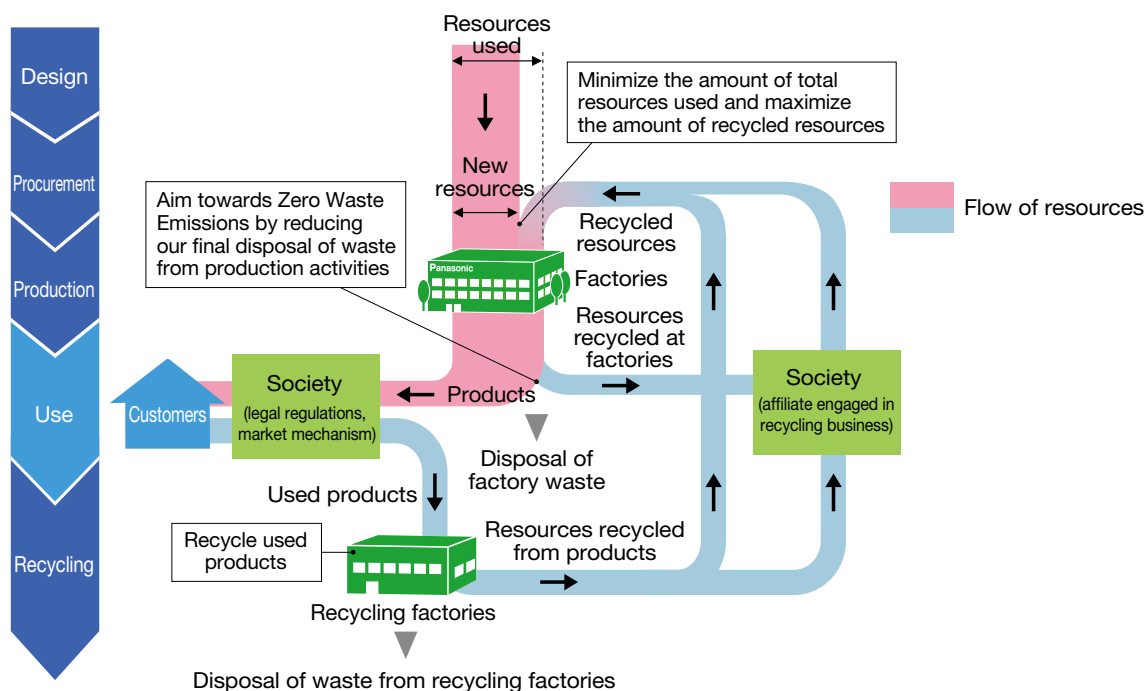 Design
Procurement
Production
Use
Recycling
Resources
used
Minimize the amount of total
resources used and maximize
the amount of recycled resources
New
resources
Aim towards Zero Waste
Emissions by reducing
our final disposal of waste
from production activities
Recycled
resources
Flow of resources
Panasonic
Factories
Resources
recycled at
factories
Customers
Society
(legal regulations,
market mechanism)
Products
Society
(affiliate engaged in
recycling business)
Disposal of
factory waste
Used products
Recycle used
products
Resources recycled
from products
Recycling factories
Disposal of waste from recycling factories